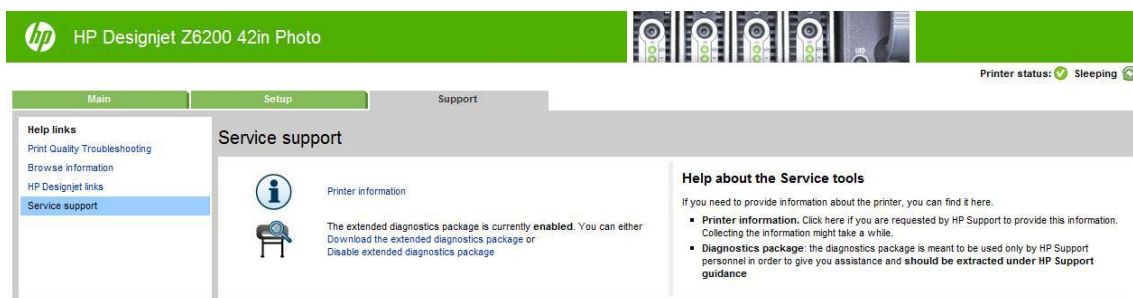 hp HP Designjet Z6200 42in Photo
Printer status: Sleeping
Main Setup Support
Help links
Print Quality Troubleshooting
Browse information
HP Designjet links
Service support
Service support
Printer information
The extended diagnostics package is currently enabled. You can either
Download the extended diagnostics package or
Disable extended diagnostics package
Help about the Service tools
If you need to provide information about the printer, you can find it here.
Printer information. Click here if you are requested by HP Support to provide this information.
Collecting the information might take a while.
Diagnostics package: the diagnostics package is meant to be used only by HP Support
personnel in order to give you assistance and should be extracted under HP Support
guidance